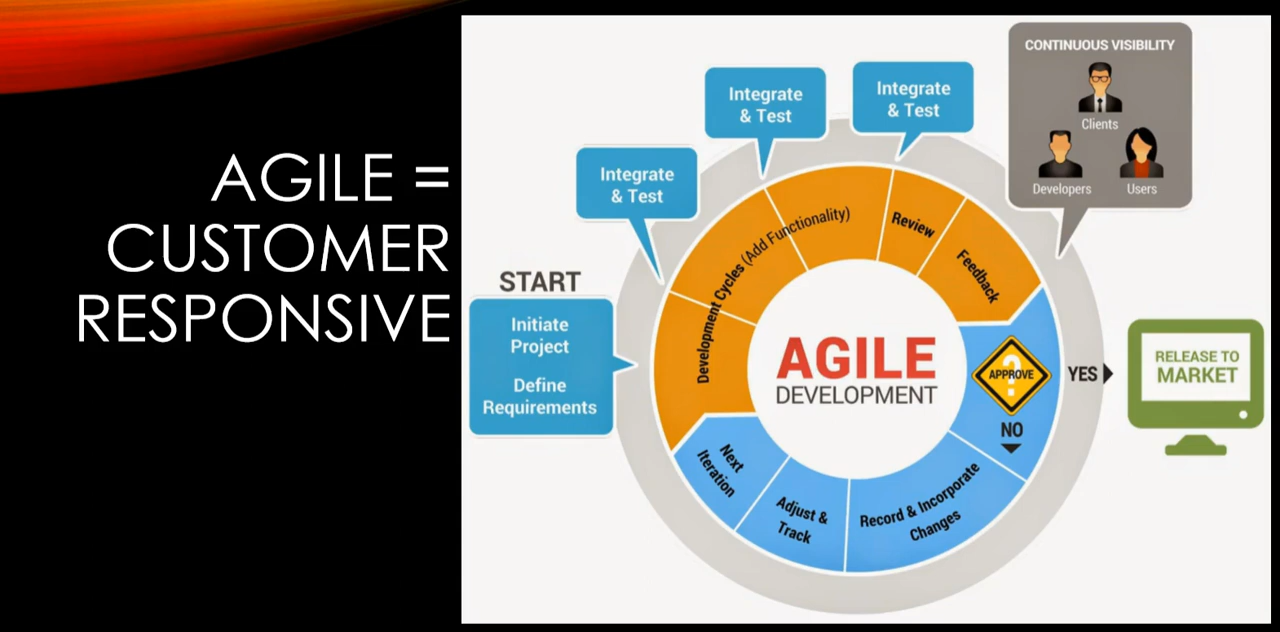 AGILE =
CUSTOMER
RESPONSIVE
START
Initiate
Project
Define
Requirements
Integrate
& Test
Integrate
& Test
Integrate
& Test
CONTINUOUS VISIBILITY
Clients
Developers
Users
Development Cycles (Add Functionality)
Review
Feedback
?
APPROVE
YES
NO
RELEASE TO
MARKET
Record & Incorporate
Changes
Adjust &
Track
Next
Iteration
AGILE
DEVELOPMENT